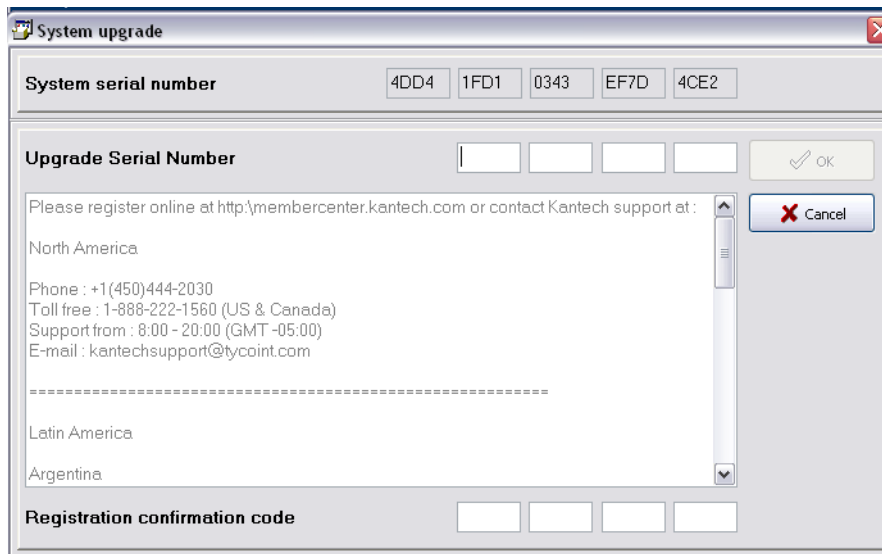 System upgrade
System serial number 4DD4 1FD1 0343 EF7D 4CE2
Upgrade Serial Number
OK
Please register online at http:\membercenter.kantech.com or contact Kantech support at :
Cancel
North America
Phone : +1(450)444-2030
Toll free : 1-888-222-1560 (US & Canada)
Support from : 8:00 - 20:00 (GMT -05:00)
E-mail : kantechsupport@tycoint.com
==========================================================
Latin America
Argentina
Registration confirmation code